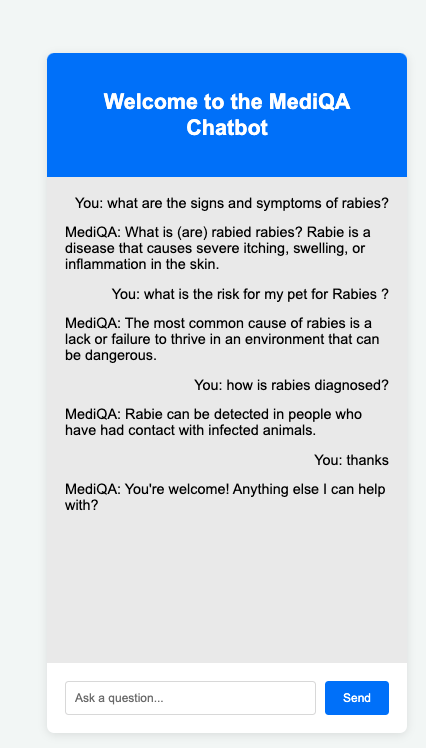 Welcome to the MediQA
Chatbot
You: what are the signs and symptoms of rabies?
MediQA: What is (are) rabied rabies? Rabie is a
disease that causes severe itching, swelling, or
inflammation in the skin.
You: what is the risk for my pet for Rabies ?
MediQA: The most common cause of rabies is a
lack or failure to thrive in an environment that can
be dangerous.
You: how is rabies diagnosed?
MediQA: Rabie can be detected in people who
have had contact with infected animals.
You: thanks
MediQA: You're welcome! Anything else I can help
with?
Ask a question...
Send